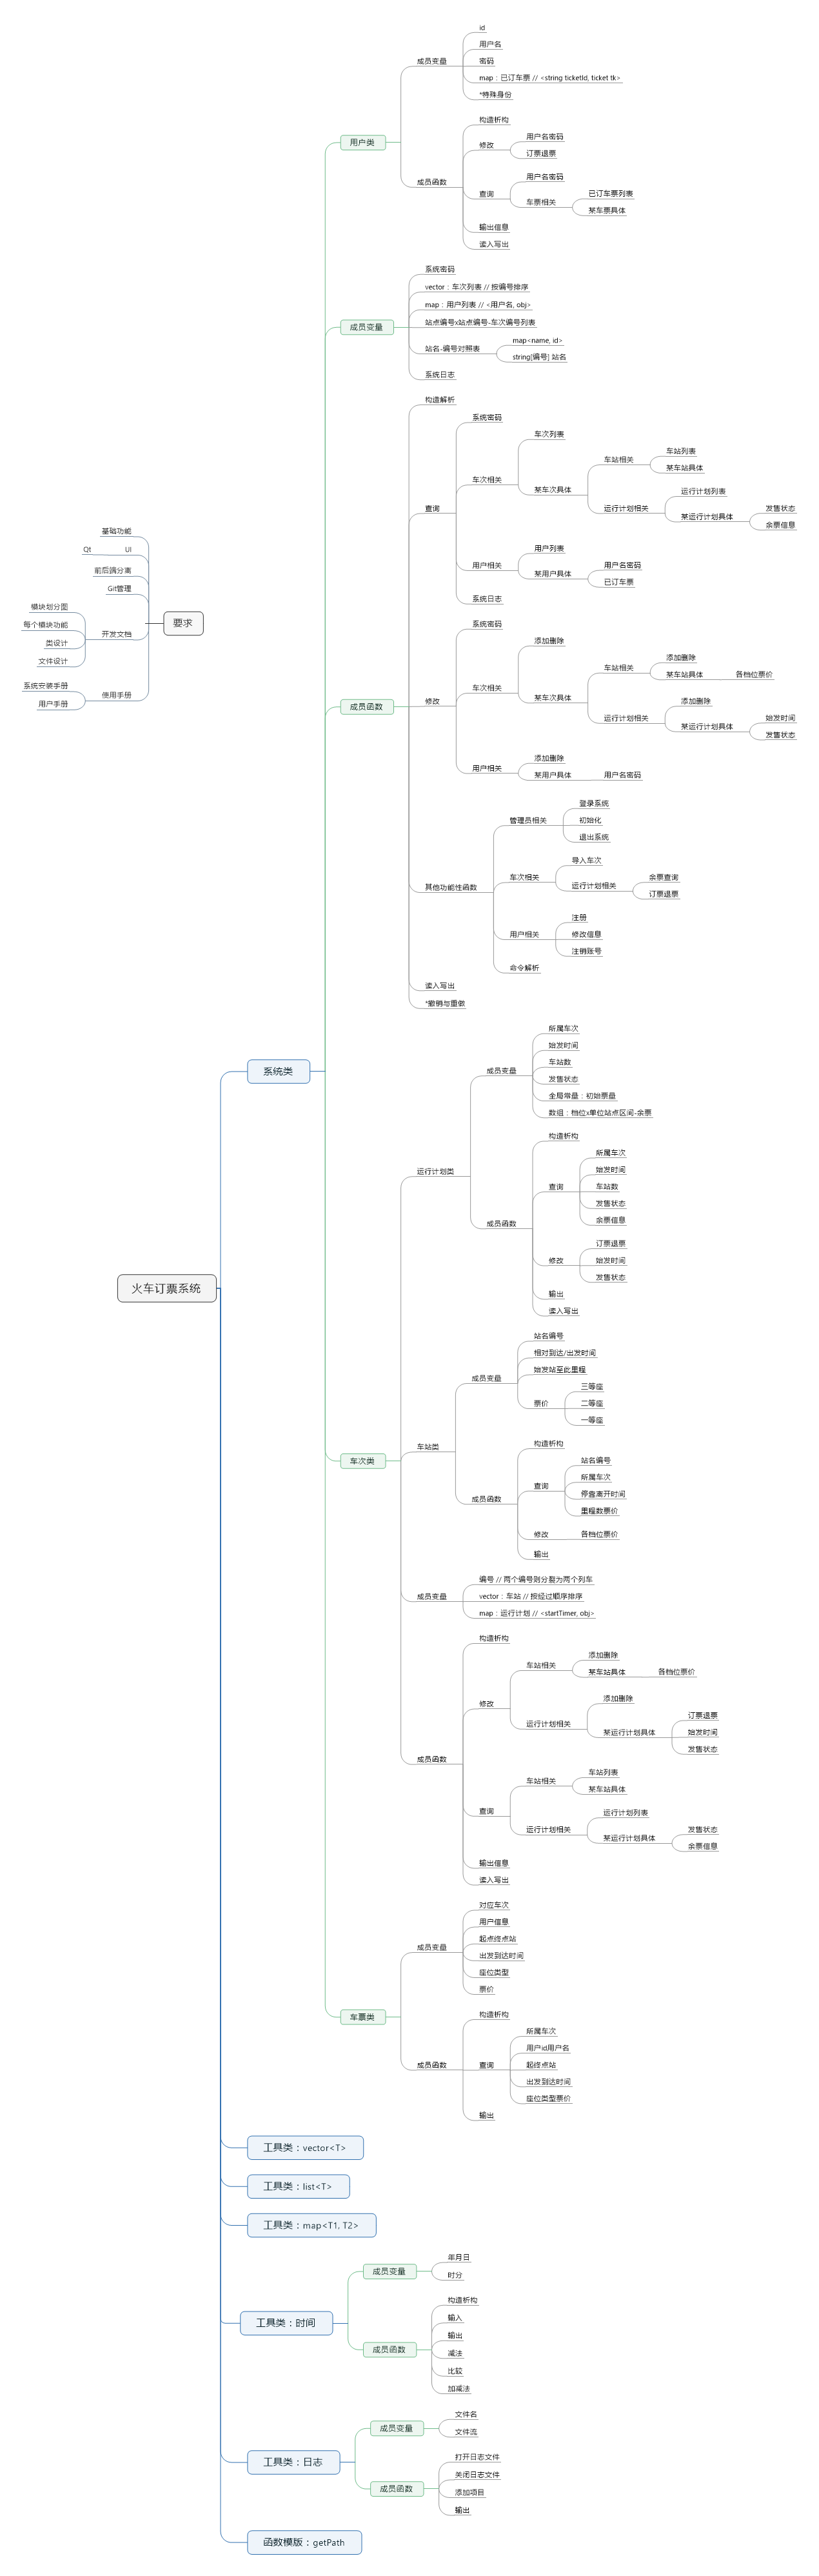 要求
基础功能
UI
Qt
前后端分离
Git管理
开发文档
模块划分图
每个模块功能
类设计
文件设计
使用手册
系统安装手册
用户手册
火车订票系统
系统类
用户类
成员变量
id
用户名
密码
map：已订车票 // <string ticketId, ticket tk>
*特殊身份
成员函数
构造析构
修改
用户名密码
订票退票
查询
用户名密码
车票相关
已订车票列表
某车票具体
输出信息
读入写出
成员变量
系统密码
vector：车次列表 // 按编号排序
map：用户列表 // <用户名, obj>
站点编号x站点编号-车次编号列表
站名-编号对照表
map<name, id>
string[编号] 站名
系统日志
成员函数
构造解析
查询
系统密码
车次相关
车次列表
某车次具体
车站相关
车站列表
某车站具体
运行计划相关
运行计划列表
某运行计划具体
发售状态
余票信息
用户相关
用户列表
某用户具体
用户名密码
已订车票
系统日志
修改
系统密码
车次相关
添加删除
某车次具体
车站相关
添加删除
某车站具体
各档位票价
运行计划相关
添加删除
某运行计划具体
始发时间
发售状态
用户相关
添加删除
某用户具体
用户名密码
其他功能性函数
管理员相关
登录系统
初始化
退出系统
车次相关
导入车次
运行计划相关
余票查询
订票退票
用户相关
注册
修改信息
注销账号
命令解析
读入写出
*撤销与重做
车次类
运行计划类
成员变量
所属车次
始发时间
车站数
发售状态
全局常量：初始票量
数组：档位x单位站点区间-余票
成员函数
构造析构
查询
所属车次
始发时间
车站数
发售状态
余票信息
修改
订票退票
始发时间
发售状态
输出
读入写出
车站类
成员变量
站名编号
相对到达/出发时间
始发站至此里程
票价
三等座
二等座
一等座
成员函数
构造析构
查询
站名编号
所属车次
停靠离开时间
里程数票价
修改
各档位票价
输出
成员变量
编号 // 两个编号则分裂为两个列车
vector：车站 // 按经过顺序排序
map：运行计划 // <startTimer, obj>
成员函数
构造析构
修改
车站相关
添加删除
某车站具体
各档位票价
运行计划相关
添加删除
某运行计划具体
订票退票
始发时间
发售状态
查询
车站相关
车站列表
某车站具体
运行计划相关
运行计划列表
某运行计划具体
发售状态
余票信息
输出信息
读入写出
车票类
成员变量
对应车次
用户信息
起点终点站
出发到达时间
座位类型
票价
成员函数
构造析构
查询
所属车次
用户id用户名
起终点站
出发到达时间
座位类型票价
输出
工具类：vector<T>
工具类：list<T>
工具类：map<T1, T2>
工具类：时间
成员变量
年月日
时分
成员函数
构造析构
输入
输出
减法
比较
加减法
工具类：日志
成员变量
文件名
文件流
成员函数
打开日志文件
关闭日志文件
添加项目
输出
函数模版：getPath